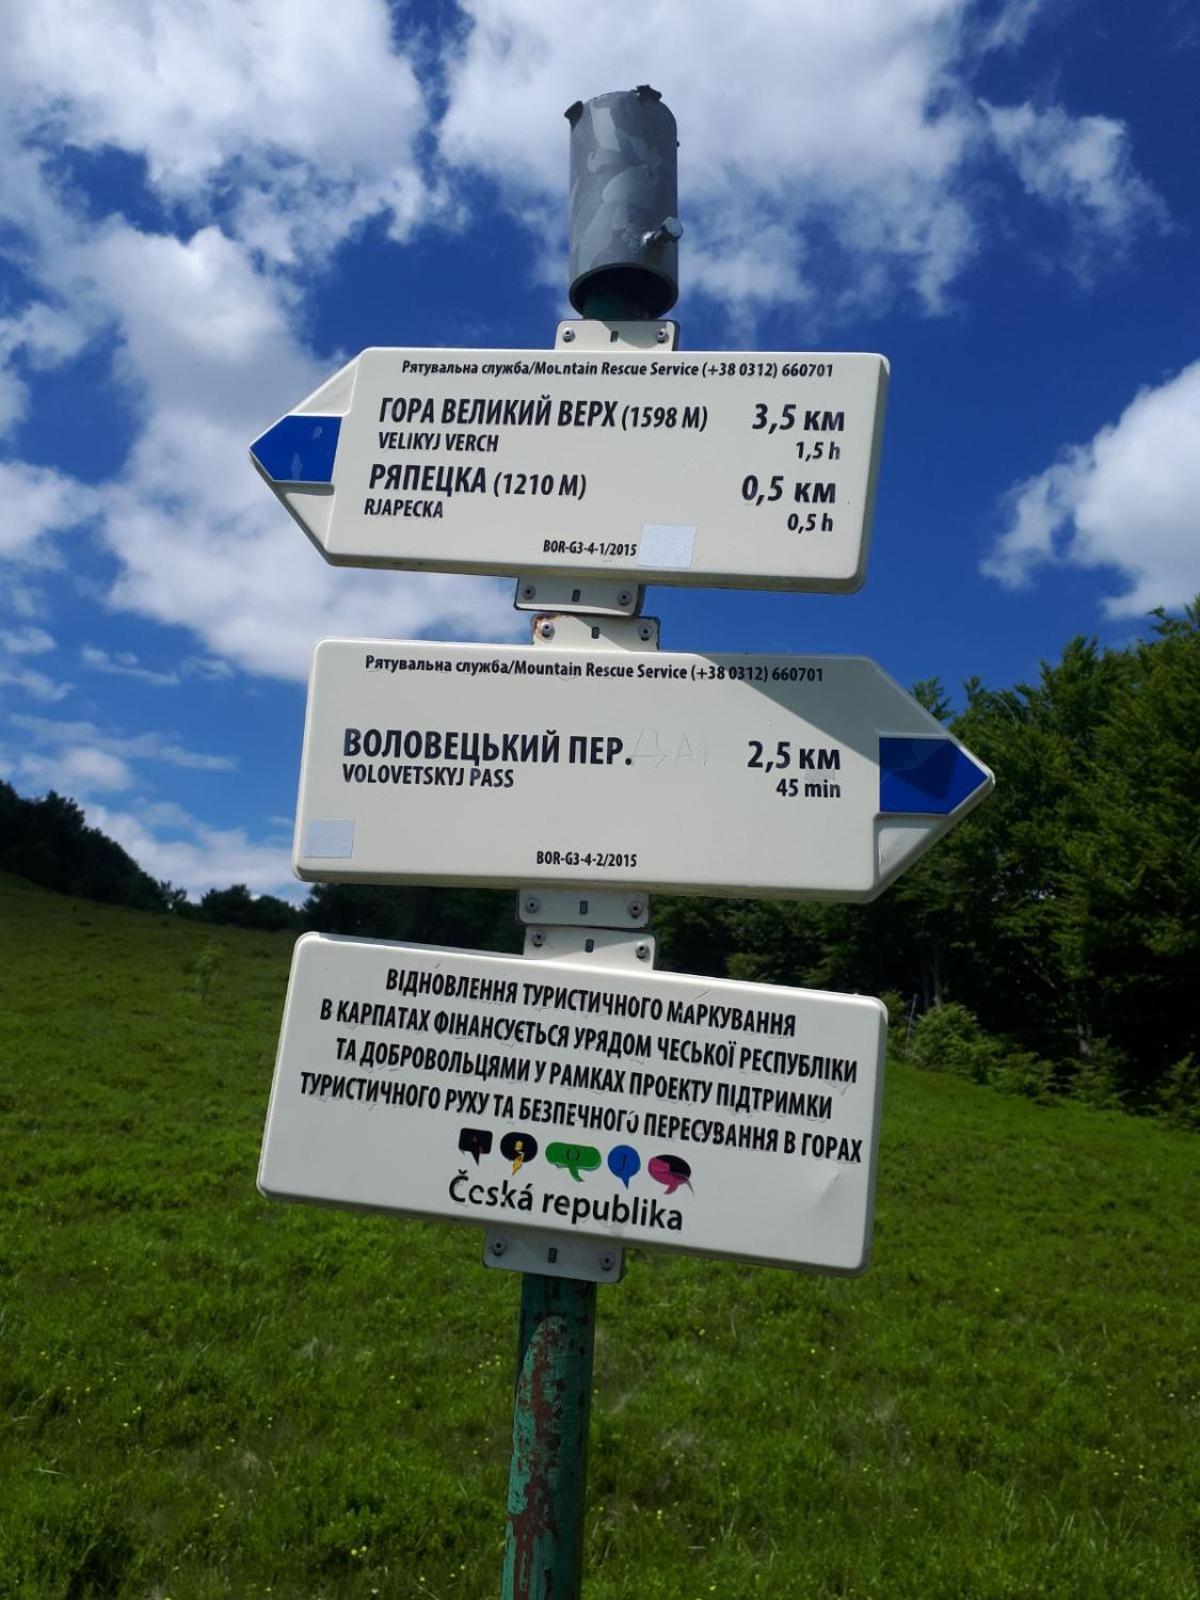 Рятувальна служба/Mountain Rescue Service (+38 0312) 660701
ГОРА ВЕЛИКИЙ ВЕРХ (1598 М) 3,5 км
VELIKYJ VERCH 1,5 h
РЯПЕЦКА (1210 М) 0,5 км
RJAPECKA 0,5 h
BOR-G3-4-1/2015
Рятувальна служба/Mountain Rescue Service (+38 0312) 660701
ВОЛОВЕЦЬКИЙ ПЕР. 2,5 км
VOLOVETSKYJ PASS 45 min
BOR-G3-4-2/2015
ВІДНОВЛЕННЯ ТУРИСТИЧНОГО МАРКУВАННЯ
В КАРПАТАХ ФІНАНСУЄТЬСЯ УРЯДОМ ЧЕСЬКОЇ РЕСПУБЛІКИ
ТА ДОБРОВОЛЬЦЯМИ У РАМКАХ ПРОЕКТУ ПІДТРИМКИ
ТУРИСТИЧНОГО РУХУ ТА БЕЗПЕЧНОГО ПЕРЕСУВАННЯ В ГОРАХ
Česká republika